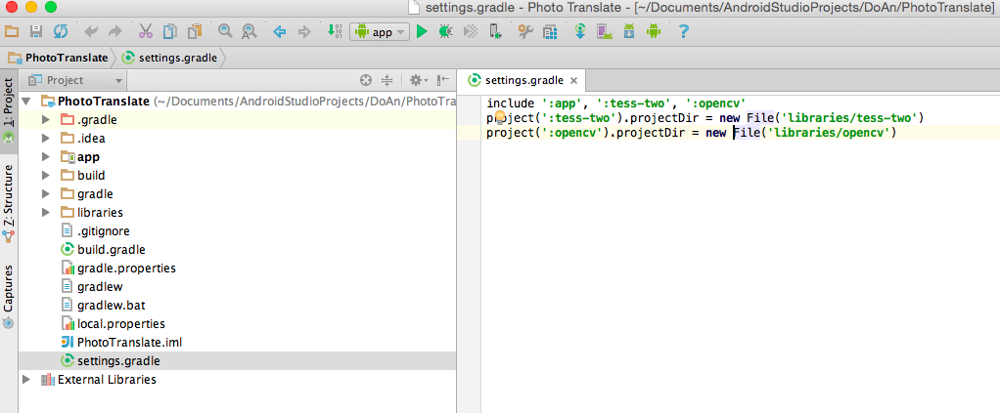 settings.gradle - Photo Translate - [~/Documents/AndroidStudioProjects/DoAn/PhotoTranslate]
app
PhotoTranslate
settings.gradle
1: Project
Z: Structure
Captures
Project
PhotoTranslate (~/Documents/AndroidStudioProjects/DoAn/PhotoTra
.gradle
.idea
app
build
gradle
libraries
.gitignore
build.gradle
gradle.properties
gradlew
gradlew.bat
local.properties
PhotoTranslate.iml
settings.gradle
External Libraries
settings.gradle
include ':app', ':tess-two', ':opencv'
project(':tess-two').projectDir = new File('libraries/tess-two')
project(':opencv').projectDir = new File('libraries/opencv')